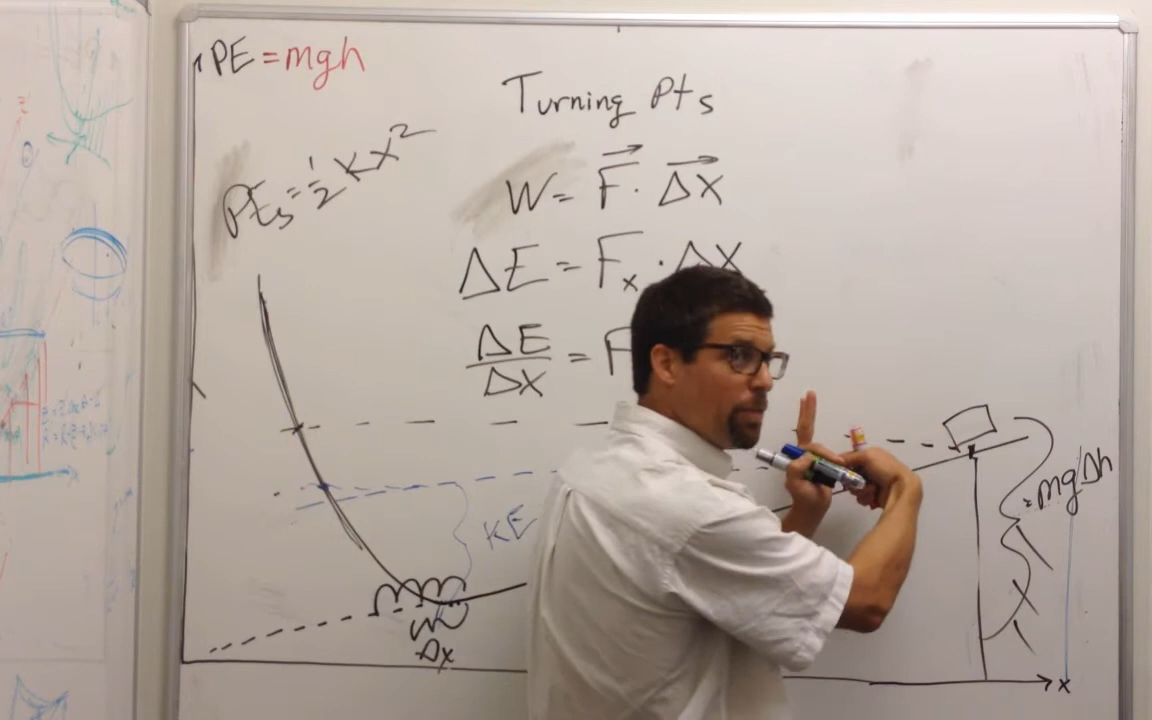 PE = mgh
Turning Pts
PEs = 1/2 kx²
W = F · Δx
ΔE = Fx · Δx
ΔE/Δx = F
= mgΔh
KE
Δx
x